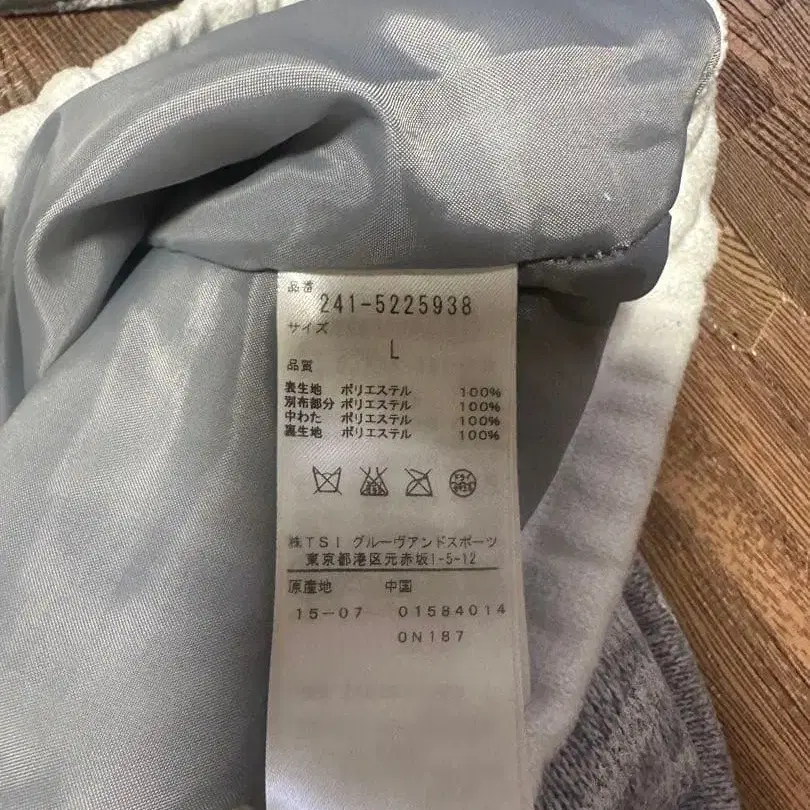 品番
241-5225938
サイズ
L
品質
表生地 ポリエステル 100%
別布部分 ポリエステル 100%
中わた ポリエステル 100%
裏生地 ポリエステル 100%
㈱TSI グルーヴアンドスポーツ
東京都港区元赤坂1-5-12
原産地 中国
15-07 01584014
0N187